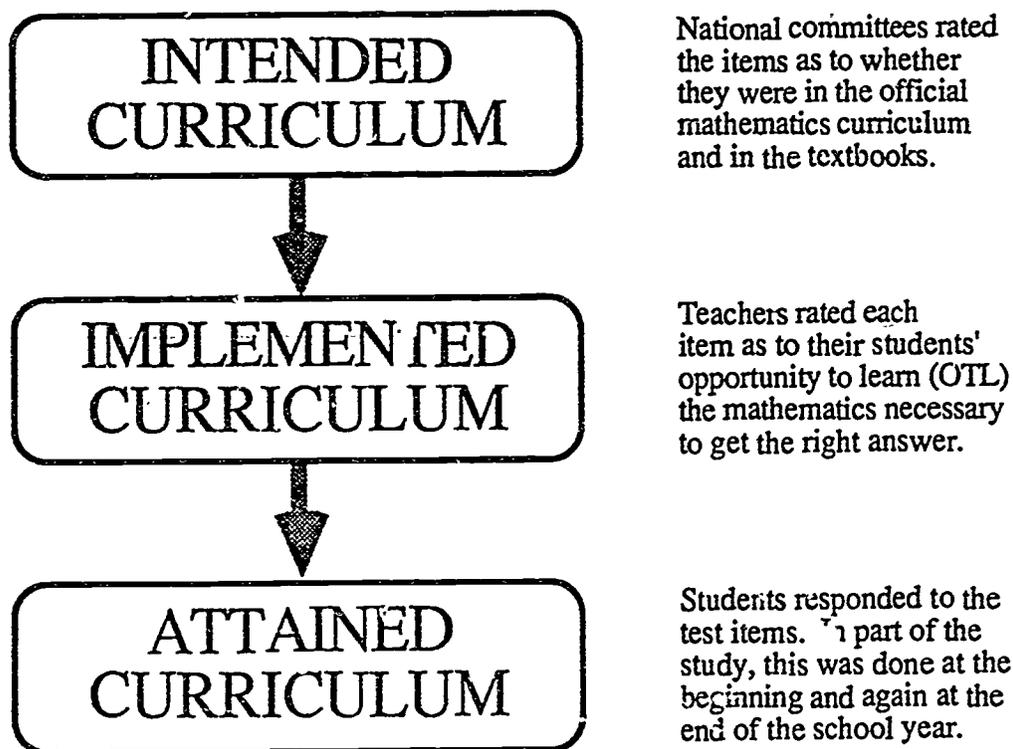 INTENDED
CURRICULUM
National committees rated
the items as to whether
they were in the official
mathematics curriculum
and in the textbooks.
IMPLEMENTED
CURRICULUM
Teachers rated each
item as to their students'
opportunity to learn (OTL)
the mathematics necessary
to get the right answer.
ATTAINED
CURRICULUM
Students responded to the
test items. In part of the
study, this was done at the
beginning and again at the
end of the school year.